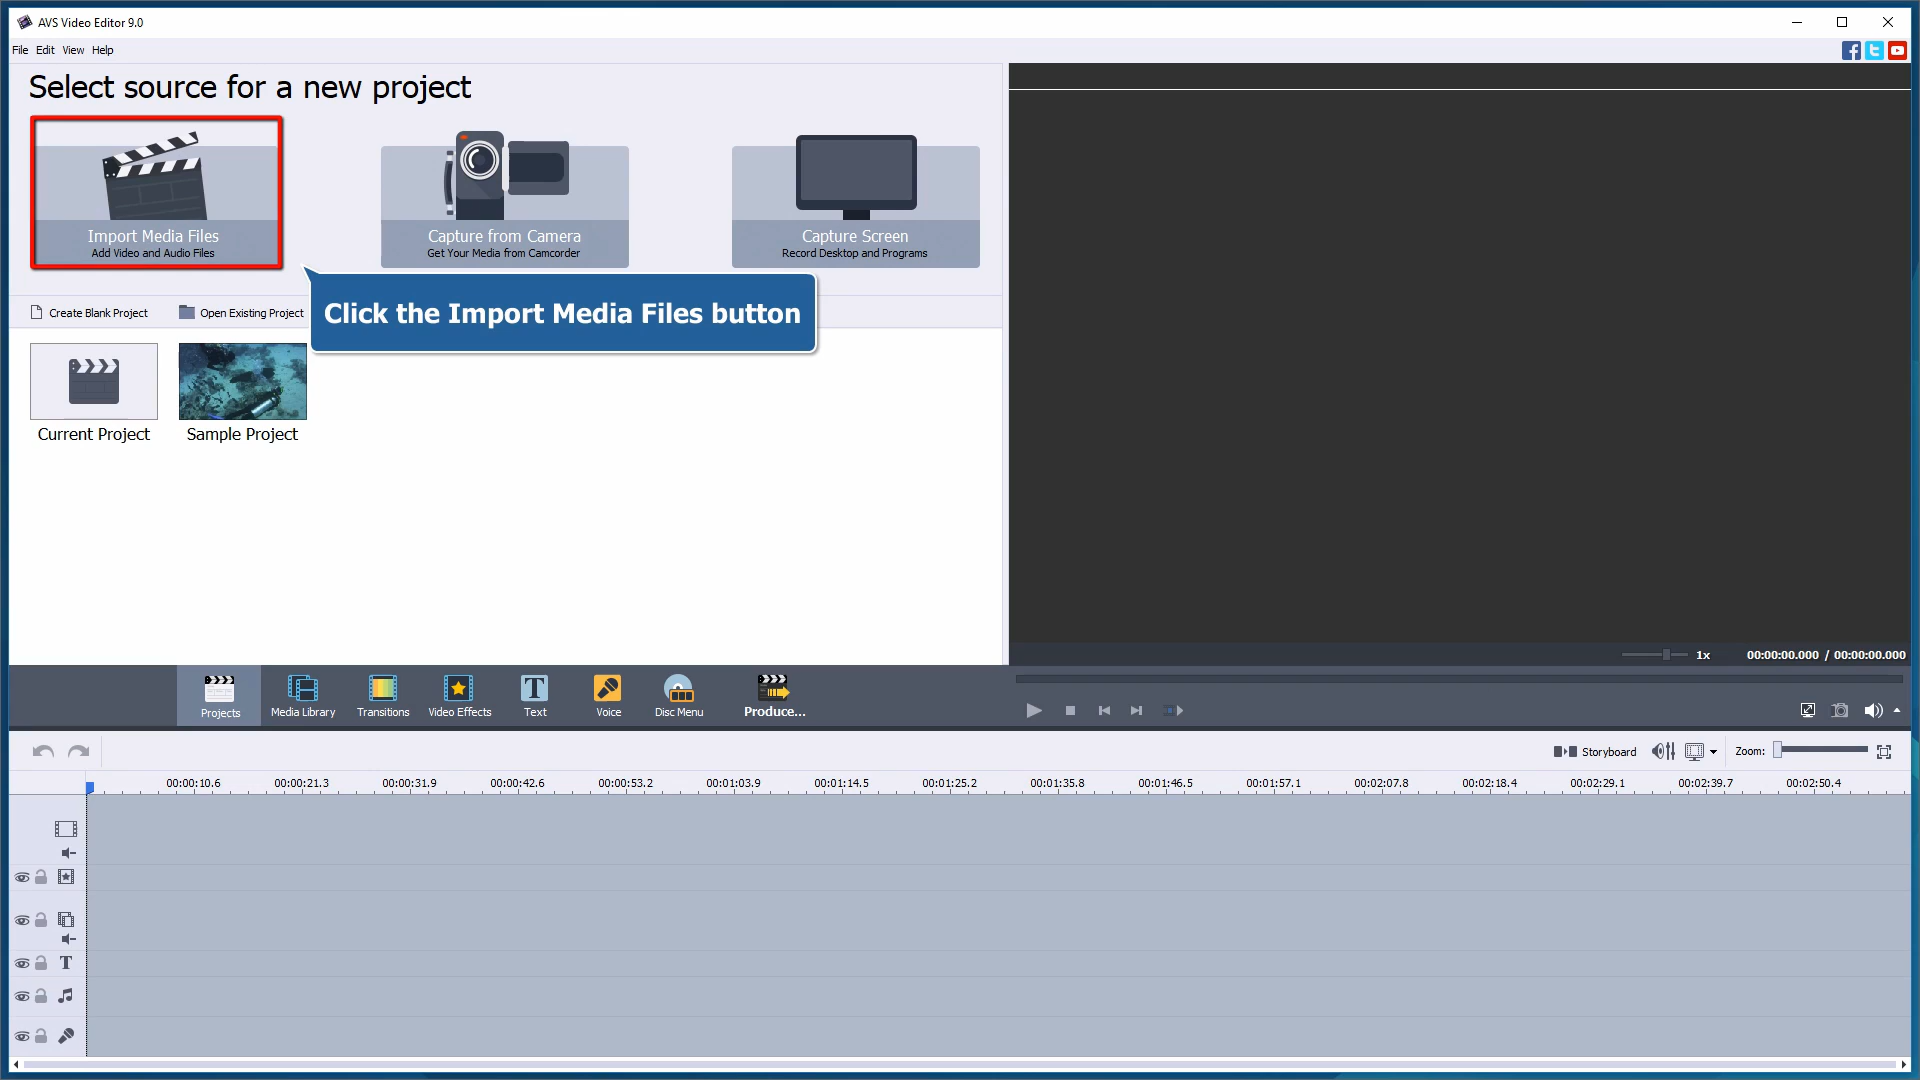 AVS Video Editor 9.0
File Edit View Help
Select source for a new project
Import Media Files
Add Video and Audio Files
Capture from Camera
Get Your Media from Camcorder
Capture Screen
Record Desktop and Programs
Create Blank Project
Open Existing Project
Click the Import Media Files button
Current Project
Sample Project
1x
00:00:00.000 / 00:00:00.000
Projects
Media Library
Transitions
Video Effects
T
Text
Voice
Disc Menu
Produce...
Storyboard
Zoom:
00:00:10.6 00:00:21.3 00:00:31.9 00:00:42.6 00:00:53.2 00:01:03.9 00:01:14.5 00:01:25.2 00:01:35.8 00:01:46.5 00:01:57.1 00:02:07.8 00:02:18.4 00:02:29.1 00:02:39.7 00:02:50.4
T